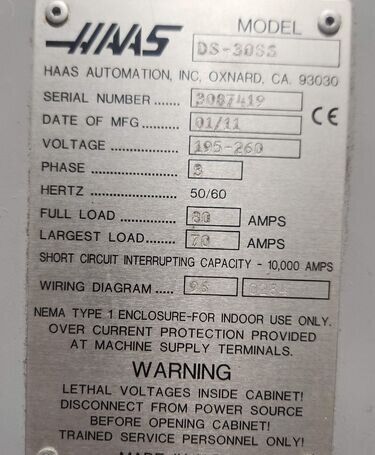 HAAS MODEL DS-30SS
HAAS AUTOMATION, INC, OXNARD, CA. 93030
SERIAL NUMBER ........ 3087419
DATE OF MFG .......... 01/11 CE
VOLTAGE ................ 195-260
PHASE .................... 3
HERTZ .................... 50/60
FULL LOAD ........... 80 AMPS
LARGEST LOAD....... 70 AMPS
SHORT CIRCUIT INTERRUPTING CAPACITY - 10,000 AMPS
WIRING DIAGRAM ..... 96
NEMA TYPE 1 ENCLOSURE-FOR INDOOR USE ONLY.
OVER CURRENT PROTECTION PROVIDED
AT MACHINE SUPPLY TERMINALS.
WARNING
LETHAL VOLTAGES INSIDE CABINET!
DISCONNECT FROM POWER SOURCE
BEFORE OPENING CABINET!
TRAINED SERVICE PERSONNEL ONLY!